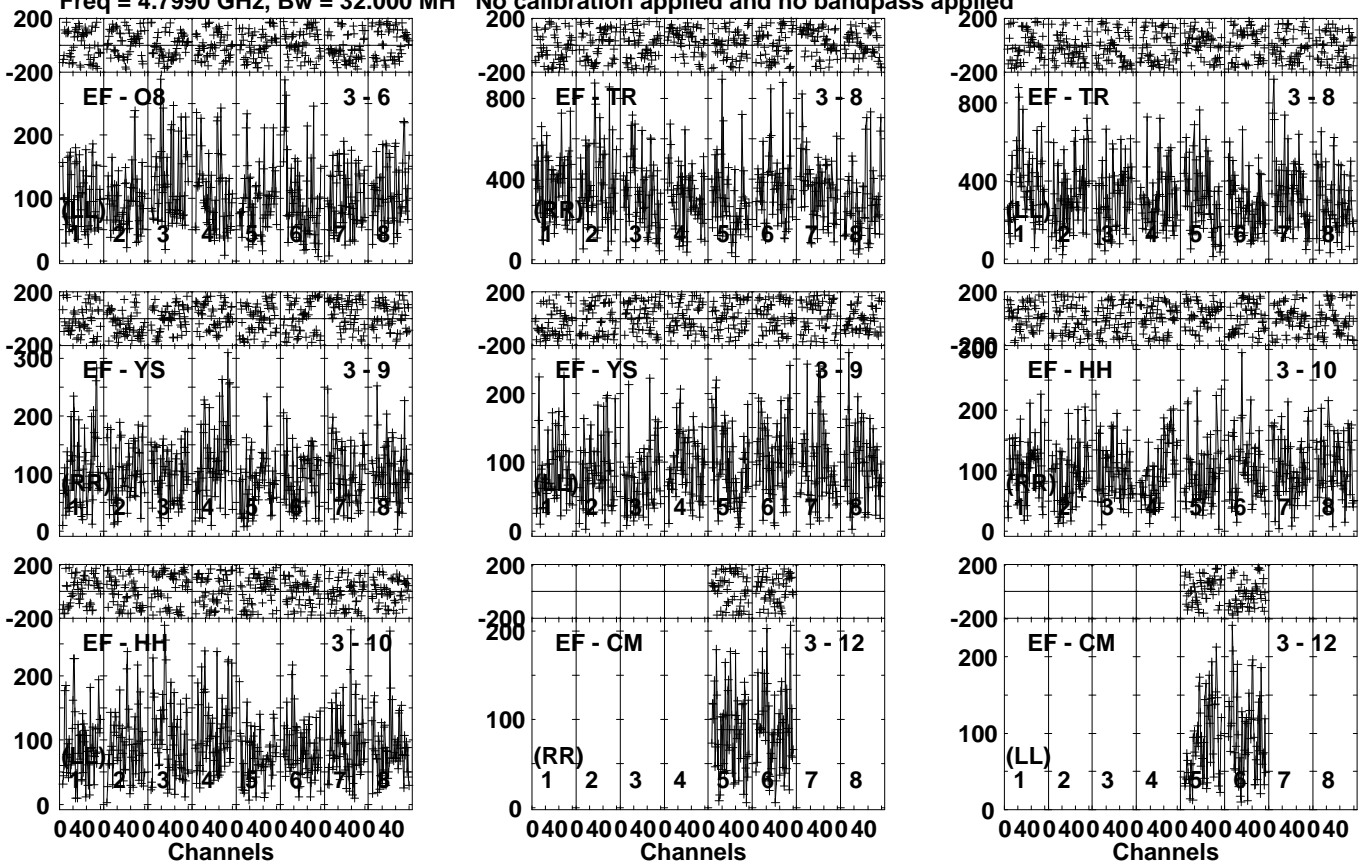 Freq = 4.7990 GHz, Bw = 32.000 MH No calibration applied and no bandpass applied
200 200 200
-200 -200 -200
EF - O8 3 - 6 EF - TR 3 - 8 EF - TR 3 - 8
200 800 800
100 400 400
(LL) (RR) (LL)
1 2 3 4 5 6 7 8 1 2 3 4 5 6 7 8 1 2 3 4 5 6 7 8
0 0 0
200 200 200
-200 -200 -200
300 300
EF - YS 3 - 9 EF - YS 3 - 9 EF - HH 3 - 10
200 200 200
100 100 100
(RR) (LL) (RR)
1 2 3 4 5 6 7 8 1 2 3 4 5 6 7 8 1 2 3 4 5 6 7 8
0 0 0
200 200 200
-200 -200 -200
200
EF - HH 3 - 10 EF - CM 3 - 12 EF - CM 3 - 12
200 200
100 100 100
(LL) (RR) (LL)
1 2 3 4 5 6 7 8 1 2 3 4 5 6 7 8 1 2 3 4 5 6 7 8
0 0 0
0 40 0 40 0 40 0 40 0 40 0 40 0 40 0 40 0 40 0 40 0 40 0 40 0 40 0 40 0 40 0 40 0 40 0 40 0 40 0 40 0 40 0 40 0 40 0 40
Channels Channels Channels